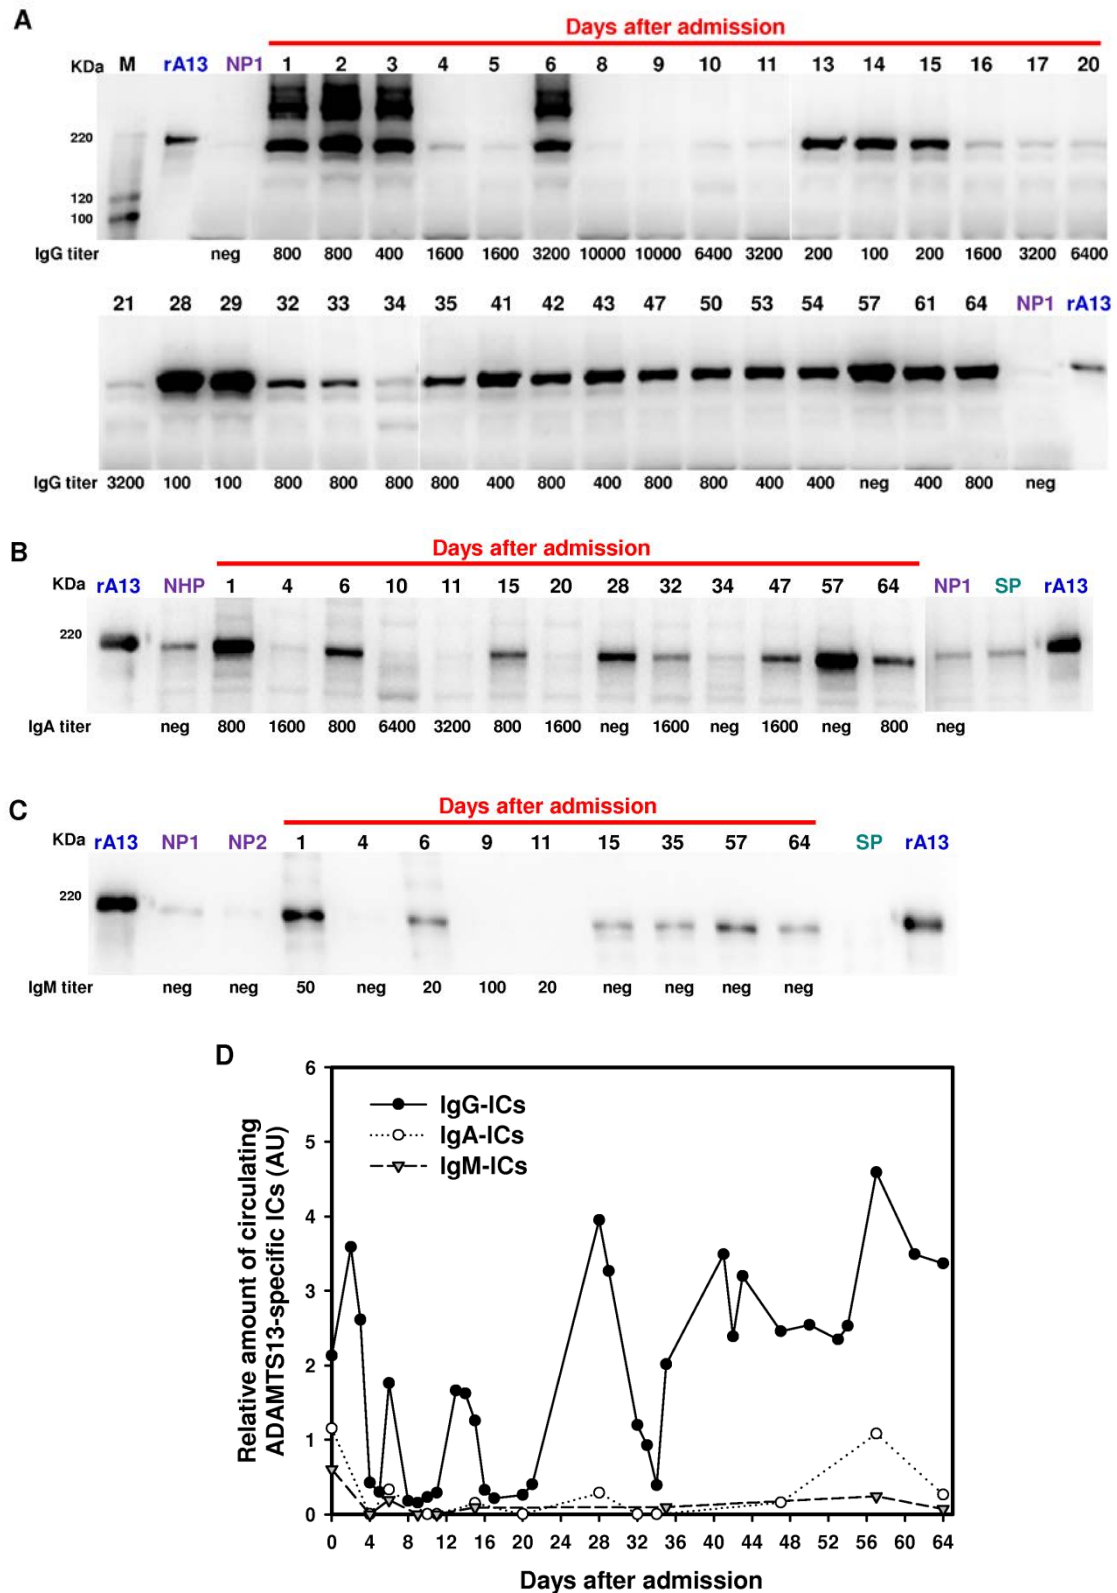 A
Days after admission
KDa M rA13 NP1 1 2 3 4 5 6 8 9 10 11 13 14 15 16 17 20
220
120
100
IgG titer neg 800 800 400 1600 1600 3200 10000 10000 6400 3200 200 100 200 1600 3200 6400
21 28 29 32 33 34 35 41 42 43 47 50 53 54 57 61 64 NP1 rA13
IgG titer 3200 100 100 800 800 800 800 400 800 400 800 800 400 400 neg 400 800 neg
B
Days after admission
KDa rA13 NHP 1 4 6 10 11 15 20 28 32 34 47 57 64 NP1 SP rA13
220
IgA titer neg 800 1600 800 6400 3200 800 1600 neg 1600 neg 1600 neg 800 neg
C
Days after admission
KDa rA13 NP1 NP2 1 4 6 9 11 15 35 57 64 SP rA13
220
IgM titer neg neg 50 neg 20 100 20 neg neg neg neg
D
Relative amount of circulating
ADAMTS13-specific ICs (AU)
6
5
4
3
2
1
0
IgG-ICs
IgA-ICs
IgM-ICs
0 4 8 12 16 20 24 28 32 36 40 44 48 52 56 60 64
Days after admission